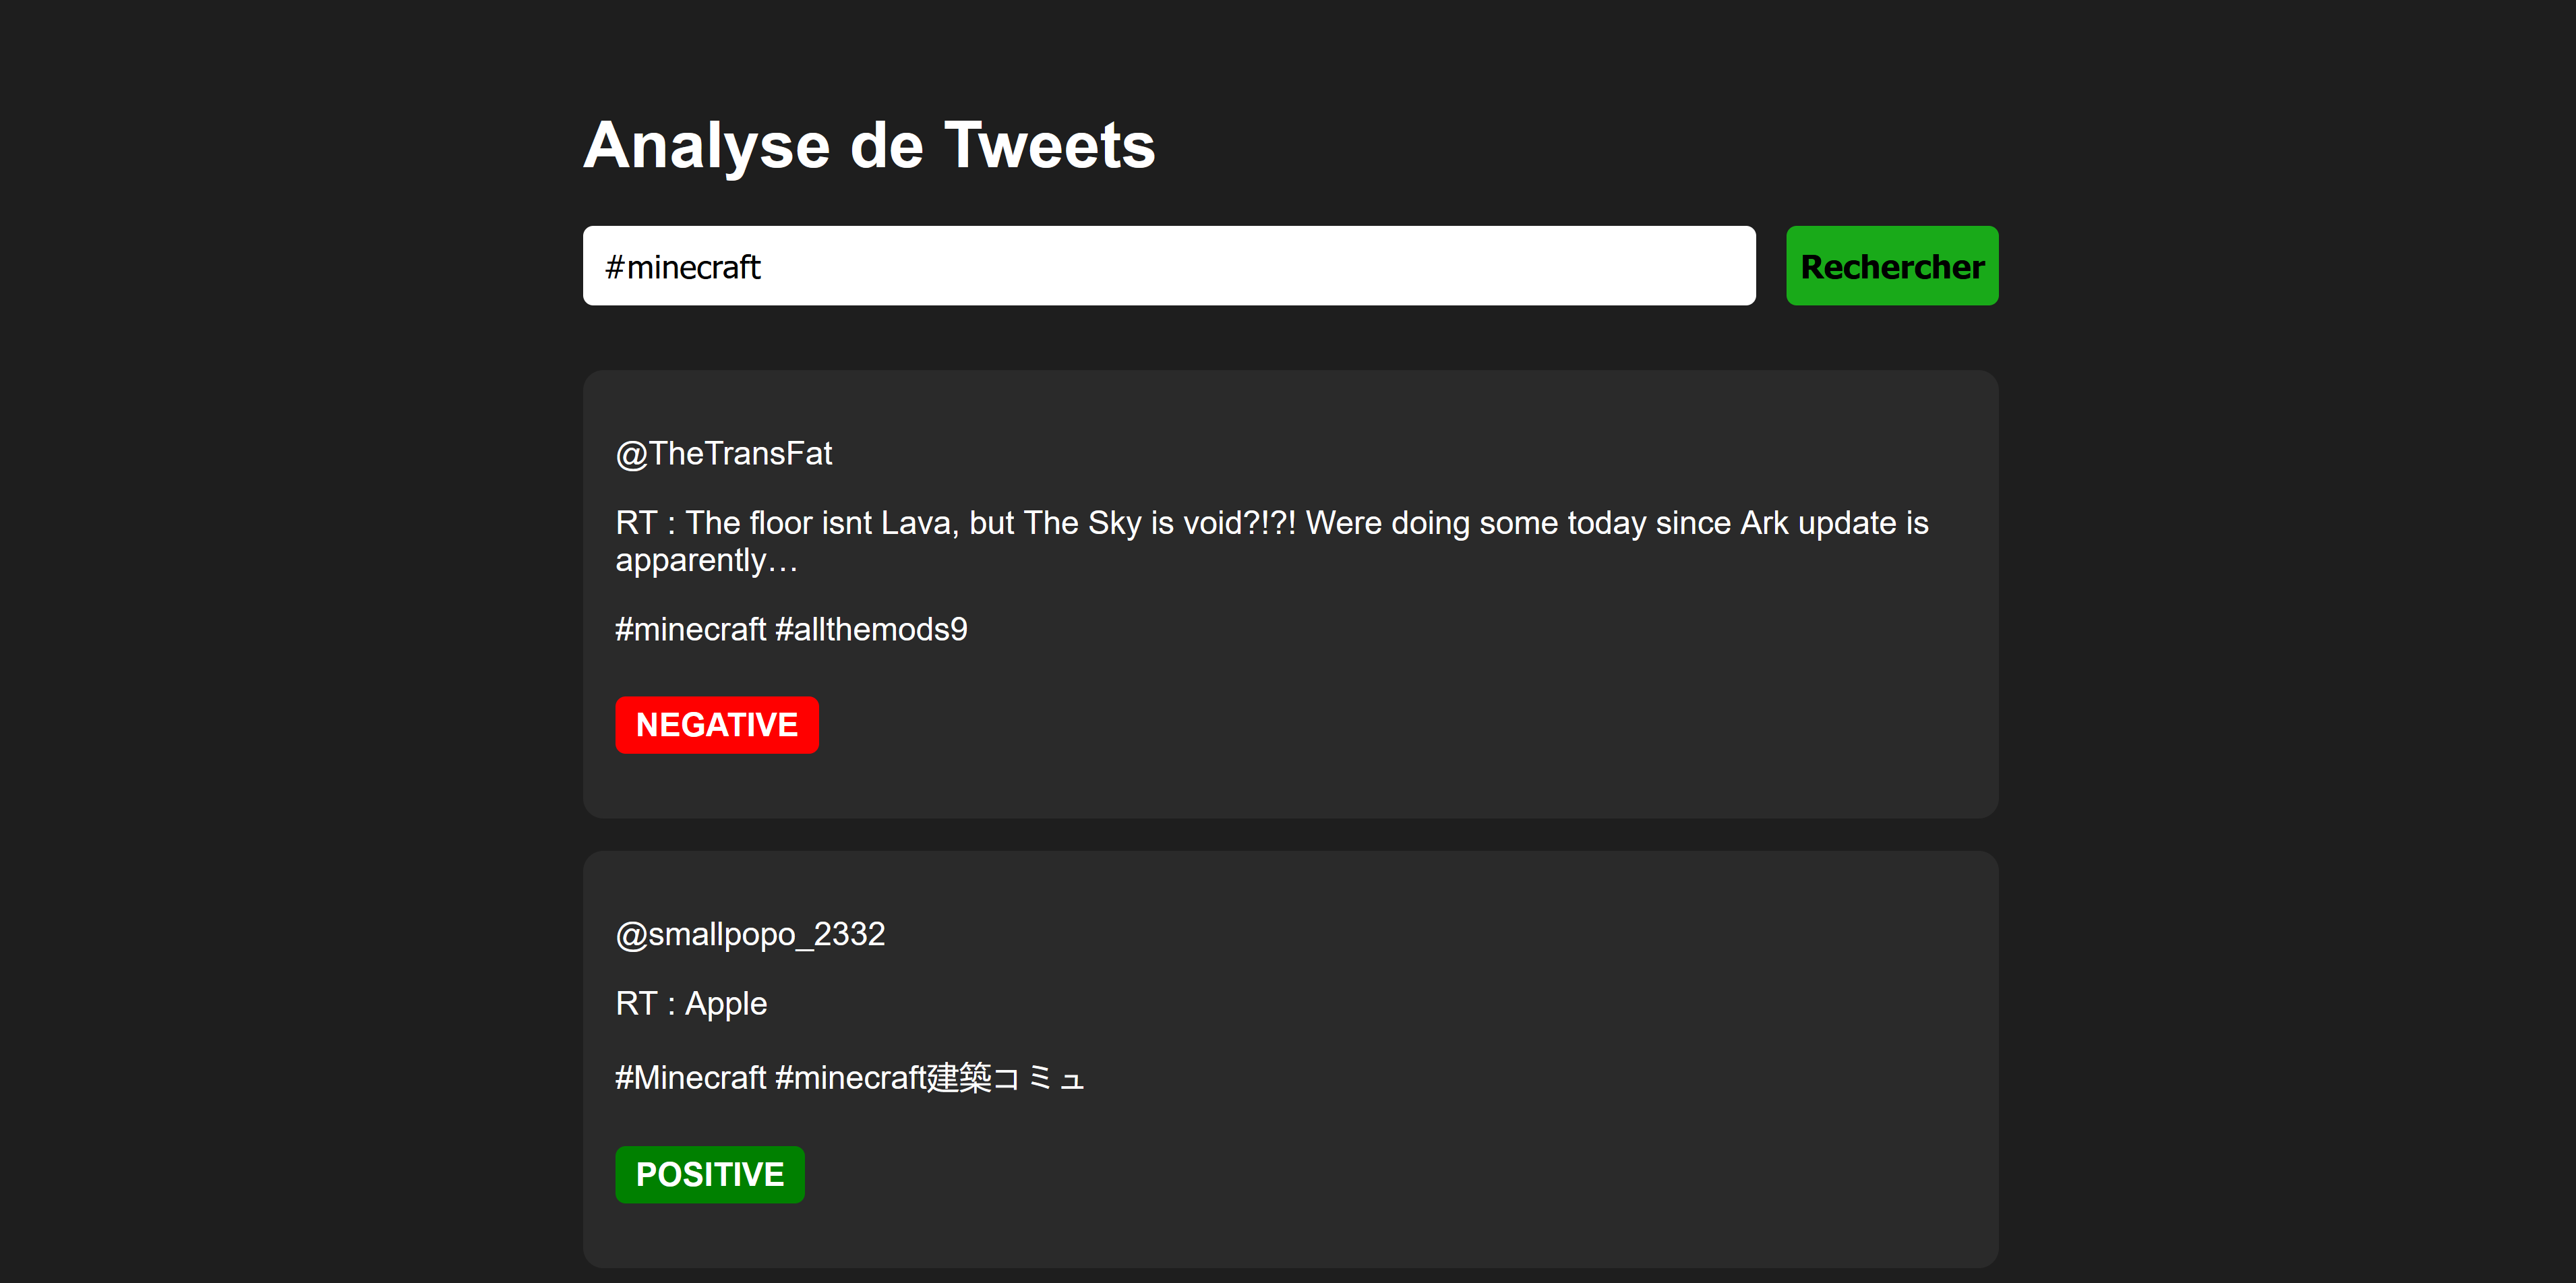 Analyse de Tweets
#minecraft
Rechercher
@TheTransFat
RT : The floor isnt Lava, but The Sky is void?!?! Were doing some today since Ark update is
apparently…
#minecraft #allthemods9
NEGATIVE
@smallpopo_2332
RT : Apple
#Minecraft #minecraft建築コミュ
POSITIVE